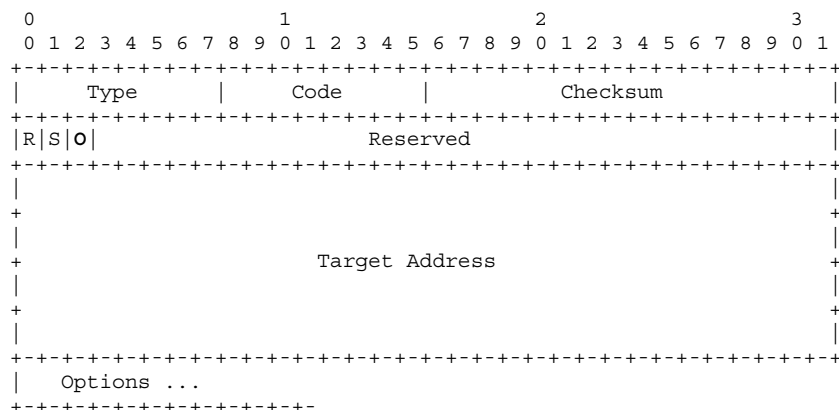 0                   1                   2                   3
0 1 2 3 4 5 6 7 8 9 0 1 2 3 4 5 6 7 8 9 0 1 2 3 4 5 6 7 8 9 0 1
+-+-+-+-+-+-+-+-+-+-+-+-+-+-+-+-+-+-+-+-+-+-+-+-+-+-+-+-+-+-+-+-+
|     Type      |     Code      |          Checksum             |
+-+-+-+-+-+-+-+-+-+-+-+-+-+-+-+-+-+-+-+-+-+-+-+-+-+-+-+-+-+-+-+-+
|R|S|O|                     Reserved                            |
+-+-+-+-+-+-+-+-+-+-+-+-+-+-+-+-+-+-+-+-+-+-+-+-+-+-+-+-+-+-+-+-+
|                                                               |
+                                                               +
|                                                               |
+                       Target Address                          +
|                                                               |
+                                                               +
|                                                               |
+-+-+-+-+-+-+-+-+-+-+-+-+-+-+-+-+-+-+-+-+-+-+-+-+-+-+-+-+-+-+-+-+
|   Options ...
+-+-+-+-+-+-+-+-+-+-+-+-